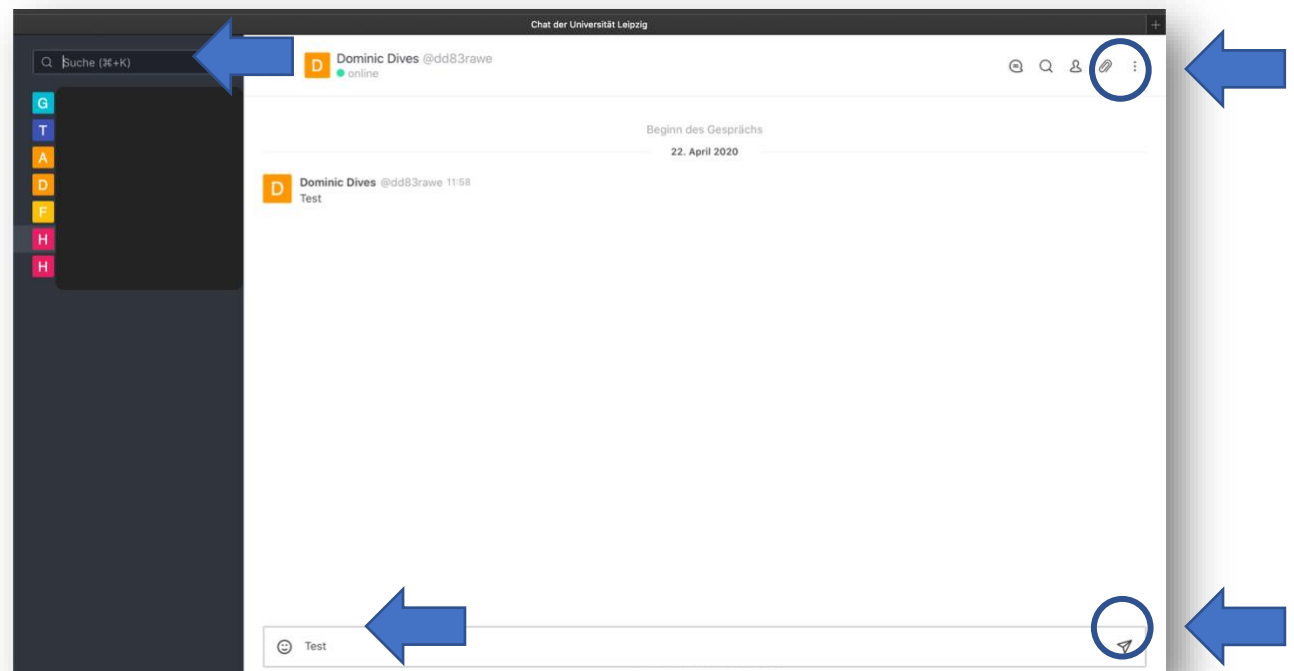 Chat der Universität Leipzig
Suche (⌘+K)
G
T
A
D
F
H
H
D
Dominic Dives @dd83rawe
online
Beginn des Gesprächs
22. April 2020
D
Dominic Dives @dd83rawe 11:58
Test
Test